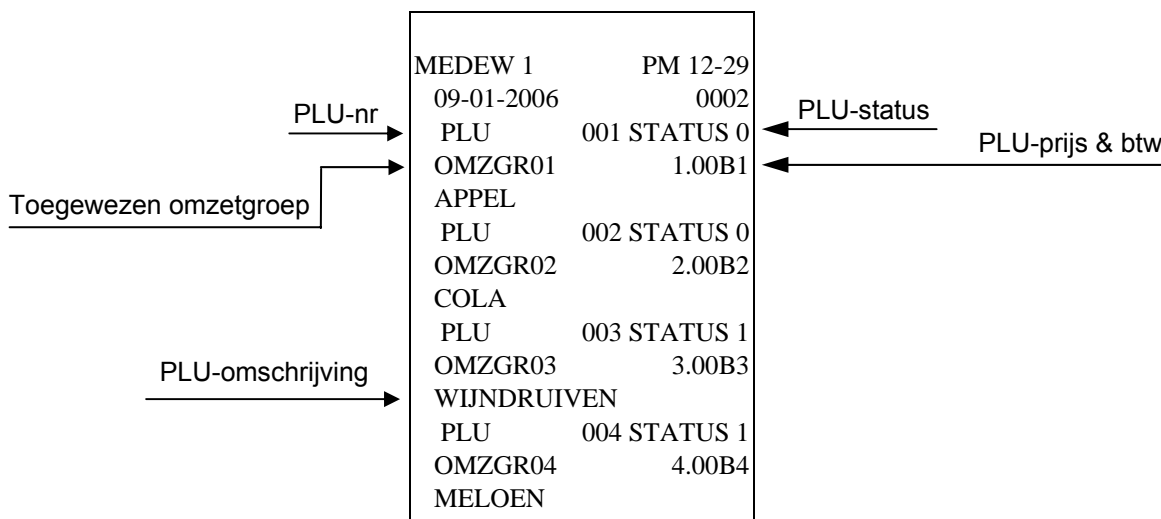 MEDEW 1 PM 12-29
09-01-2006 0002
PLU-nr
PLU 001 STATUS 0
PLU-status
OMZGR01 1.00B1
PLU-prijs & btw
Toegewezen omzetgroep
APPEL
PLU 002 STATUS 0
OMZGR02 2.00B2
COLA
PLU 003 STATUS 1
OMZGR03 3.00B3
PLU-omschrijving
WIJNDRUIVEN
PLU 004 STATUS 1
OMZGR04 4.00B4
MELOEN